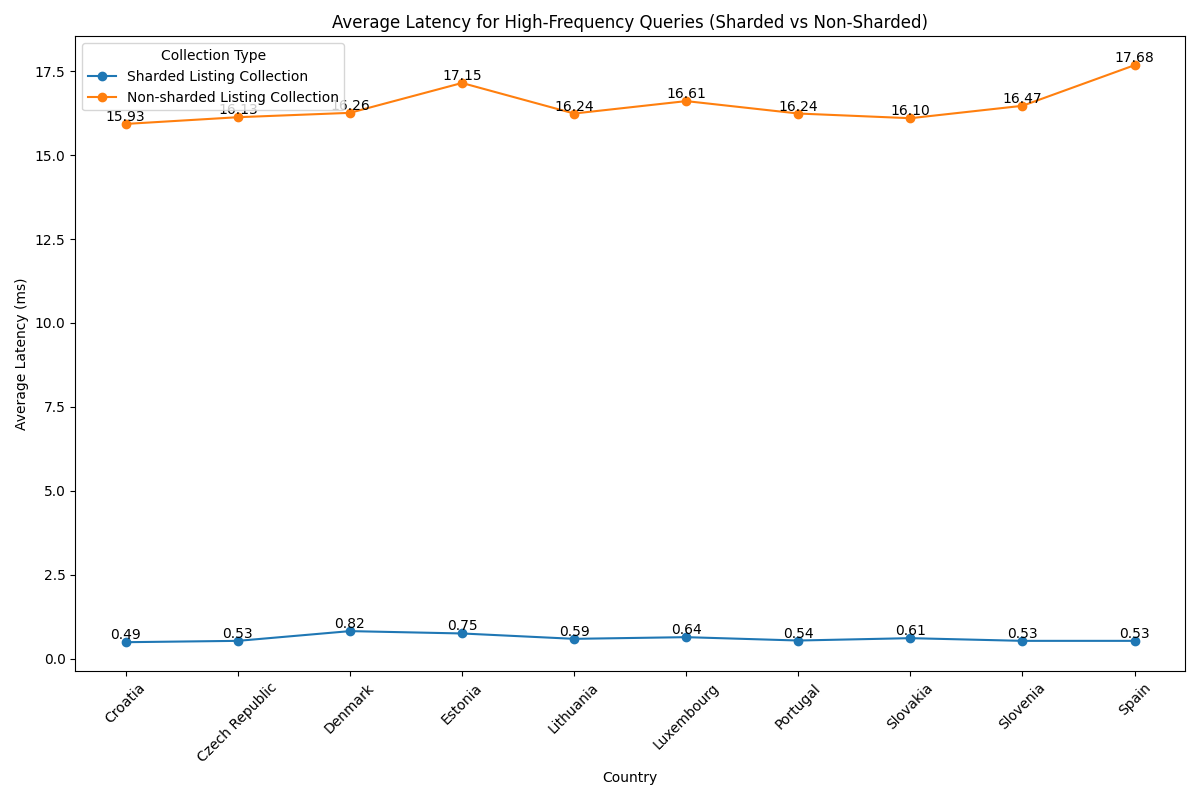 Average Latency for High-Frequency Queries (Sharded vs Non-Sharded)
Collection Type
Sharded Listing Collection
Non-sharded Listing Collection
17.5
15.0
12.5
10.0
7.5
5.0
2.5
0.0
Average Latency (ms)
15.93
16.13
16.26
17.15
16.24
16.61
16.24
16.10
16.47
17.68
0.49
0.53
0.82
0.75
0.59
0.64
0.54
0.61
0.53
0.53
Croatia
Czech Republic
Denmark
Estonia
Lithuania
Luxembourg
Portugal
Slovakia
Slovenia
Spain
Country